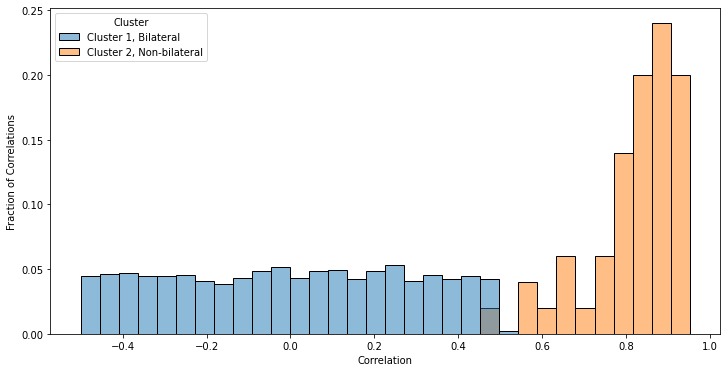 Cluster
Cluster 1, Bilateral
Cluster 2, Non-bilateral
Fraction of Correlations
0.25
0.20
0.15
0.10
0.05
0.00
−0.4 −0.2 0.0 0.2 0.4 0.6 0.8 1.0
Correlation